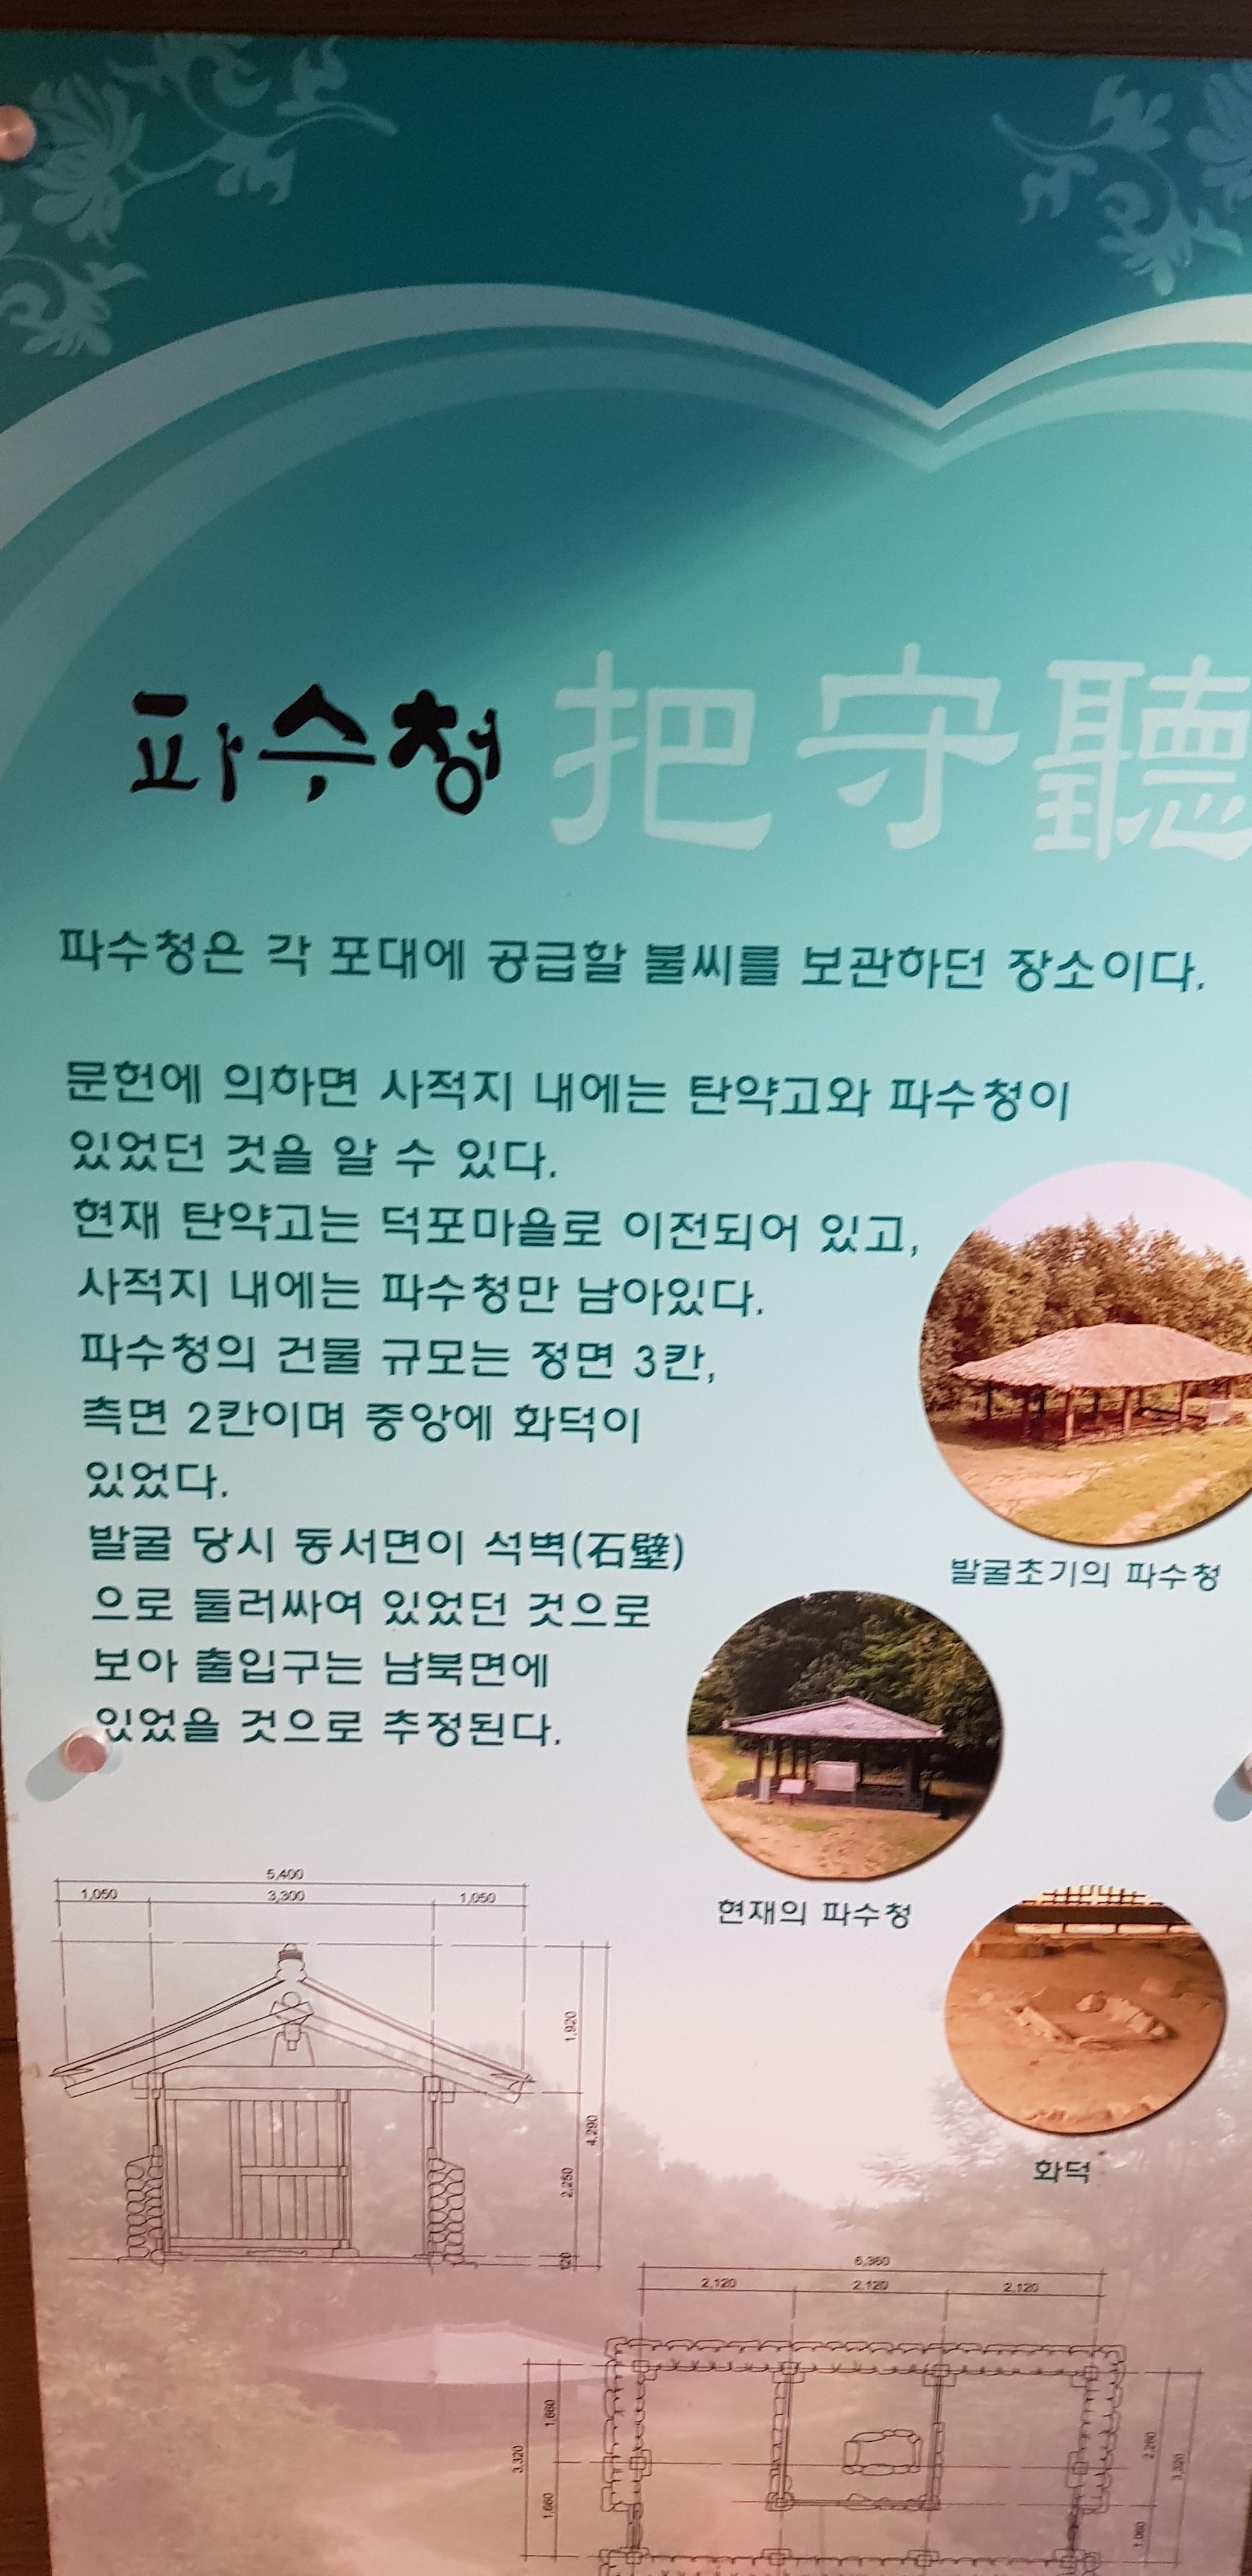 파수청 把守聽
파수청은 각 포대에 공급할 불씨를 보관하던 장소이다.
문헌에 의하면 사적지 내에는 탄약고와 파수청이
있었던 것을 알 수 있다.
현재 탄약고는 덕포마을로 이전되어 있고,
사적지 내에는 파수청만 남아있다.
파수청의 건물 규모는 정면 3칸,
측면 2칸이며 중앙에 화덕이
있었다.
발굴 당시 동서면이 석벽(石壁)
으로 둘러싸여 있었던 것으로
보아 출입구는 남북면에
있었을 것으로 추정된다.
발굴초기의 파수청
현재의 파수청
화덕
5,400
1,050 3,300 1,050
1,920
4,290
2,250
120
6,360
2,120 2,120 2,120
1,660
3,320
1,660
2,260
3,320
1,060